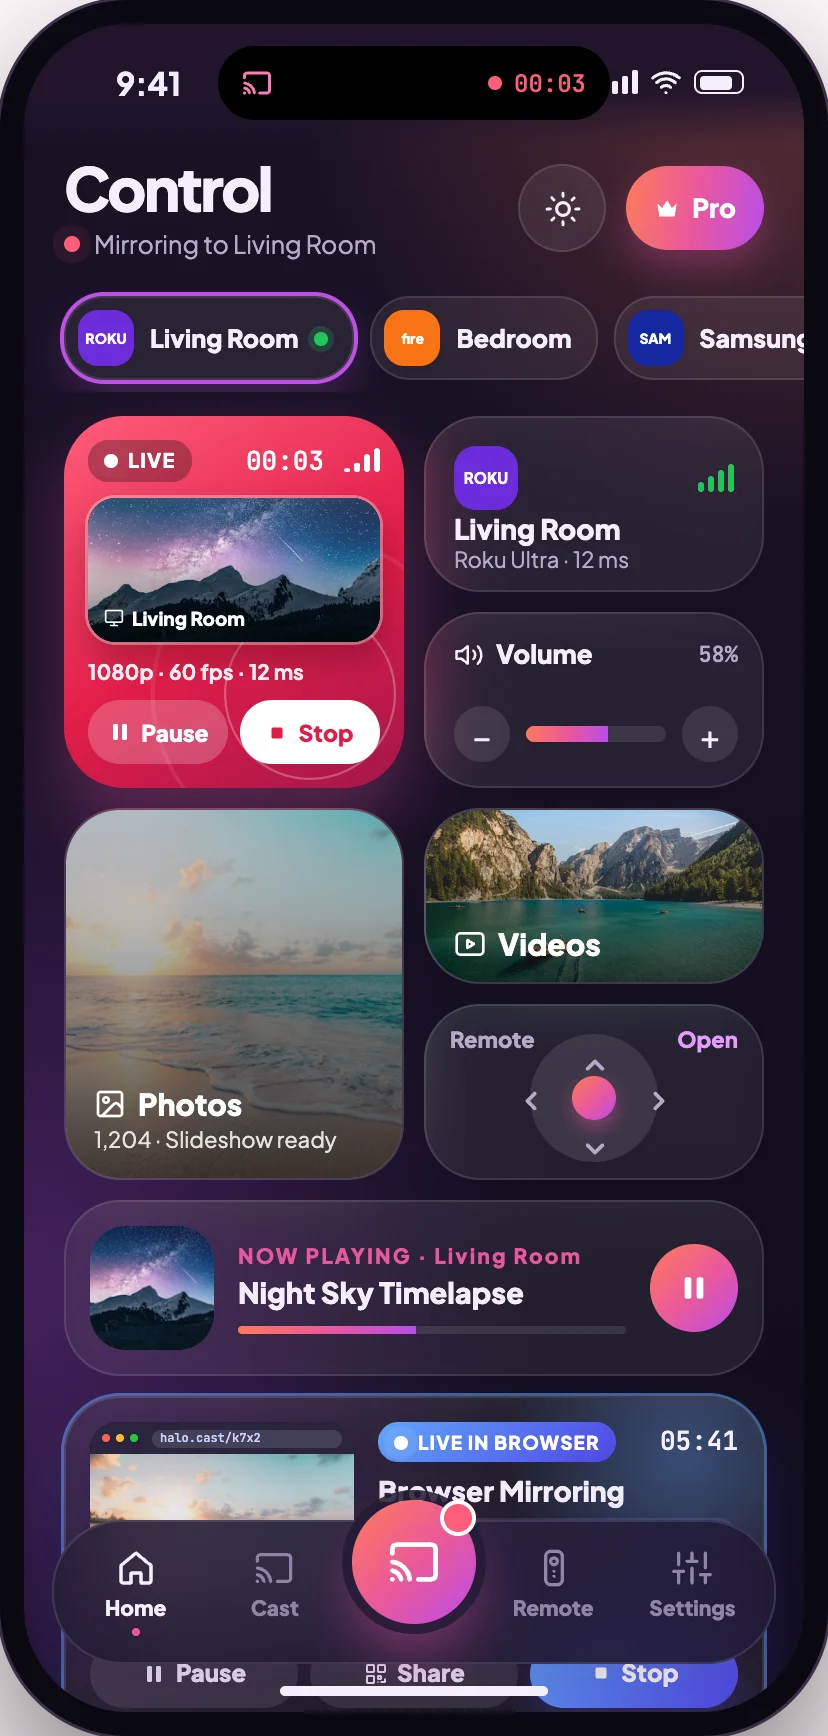 9:41
00:03
Control
Pro
Mirroring to Living Room
ROKU Living Room
fire Bedroom
SAM Samsung
LIVE 00:03
Living Room
1080p · 60 fps · 12 ms
Pause Stop
ROKU
Living Room
Roku Ultra · 12 ms
Volume 58%
− +
Photos
1,204 · Slideshow ready
Videos
Remote Open
NOW PLAYING · Living Room
Night Sky Timelapse
halo.cast/k7x2
LIVE IN BROWSER 05:41
Browser Mirroring
Home Cast Remote Settings
Pause Share Stop